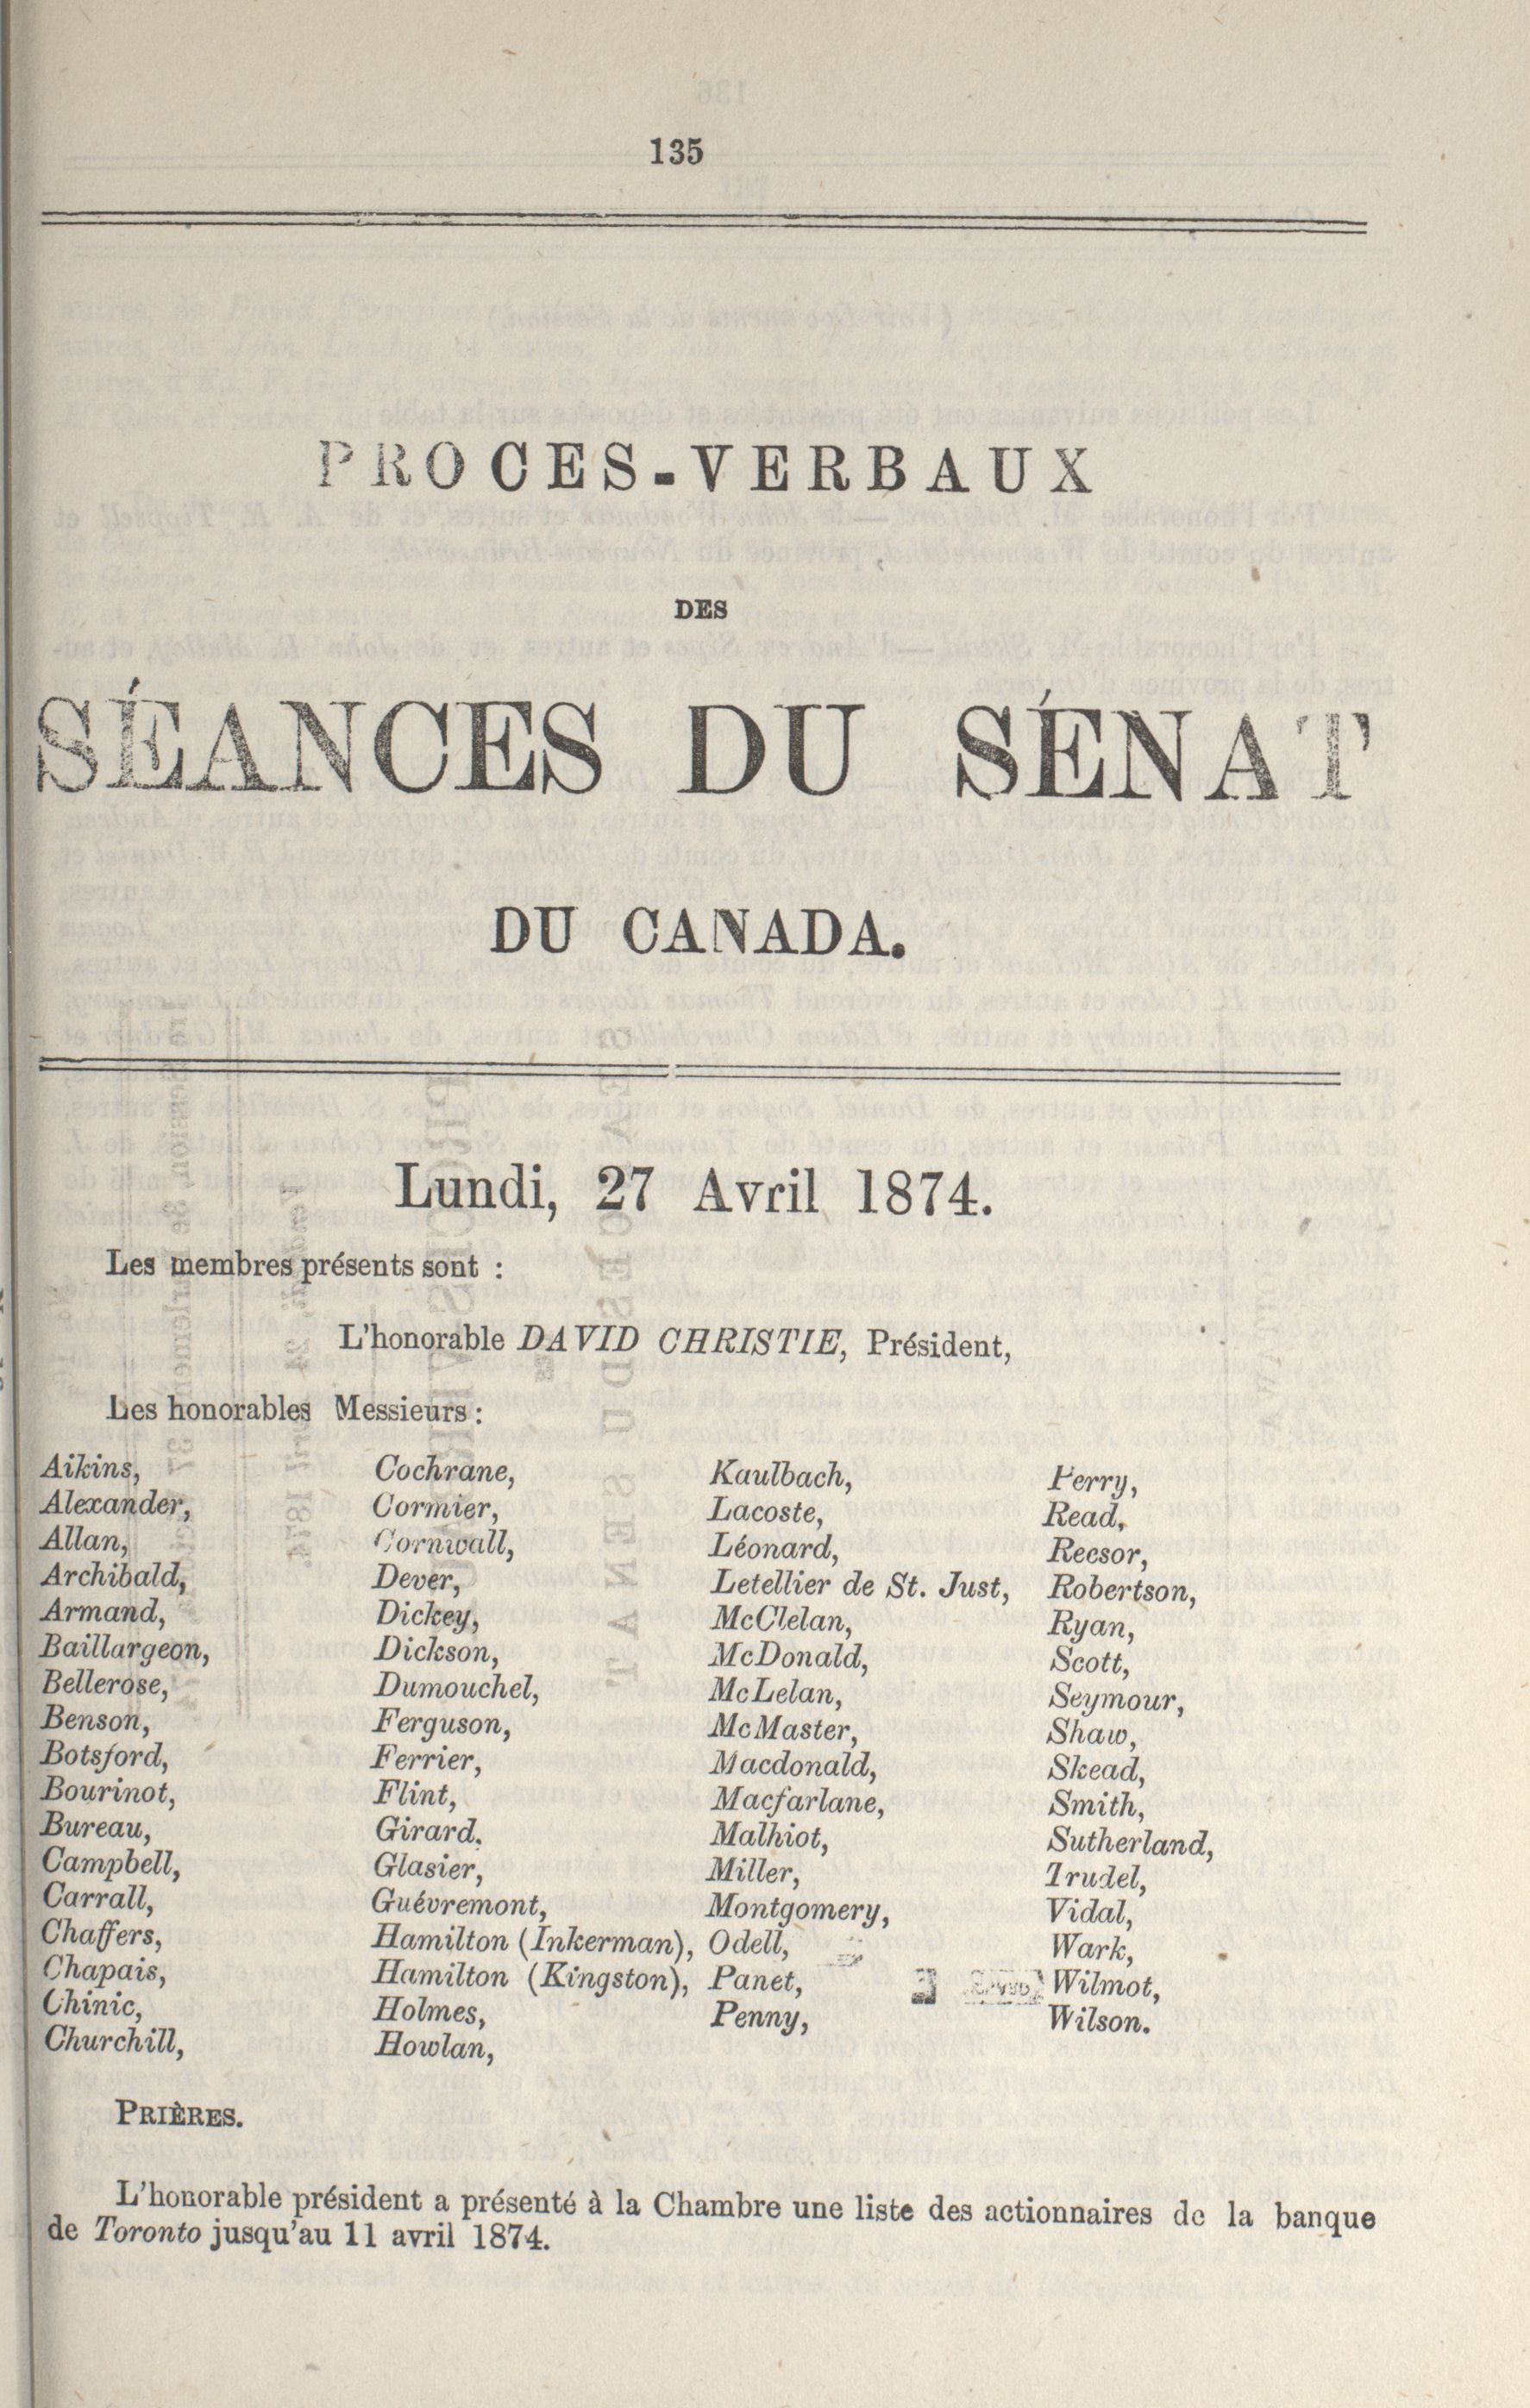 135
PROCES-VERBAUX
DES
SÉANCES DU SÉNAT
DU CANADA.
Lundi, 27 Avril 1874.
Les membres présents sont :
L'honorable DAVID CHRISTIE, Président,
Les honorables Messieurs :
Aikins,
Alexander,
Allan,
Archibald,
Armand,
Baillargeon,
Bellerose,
Benson,
Botsford,
Bourinot,
Bureau,
Campbell,
Carrall,
Chaffers,
Chapais,
Chinic,
Churchill,
Cochrane,
Cormier,
Cornwall,
Dever,
Dickey,
Dickson,
Dumouchel,
Ferguson,
Ferrier,
Flint,
Girard.
Glasier,
Guévremont,
Hamilton (Inkerman),
Hamilton (Kingston),
Holmes,
Howlan,
Kaulbach,
Lacoste,
Léonard,
Letellier de St. Just,
McClelan,
McDonald,
McLelan,
McMaster,
Macdonald,
Macfarlane,
Malhiot,
Miller,
Montgomery,
Odell,
Panet,
Penny,
Perry,
Read,
Reesor,
Robertson,
Ryan,
Scott,
Seymour,
Shaw,
Skead,
Smith,
Sutherland,
Trudel,
Vidal,
Wark,
Wilmot,
Wilson.
PRIÈRES.
L'honorable président a présenté à la Chambre une liste des actionnaires de la banque
de Toronto jusqu'au 11 avril 1874.